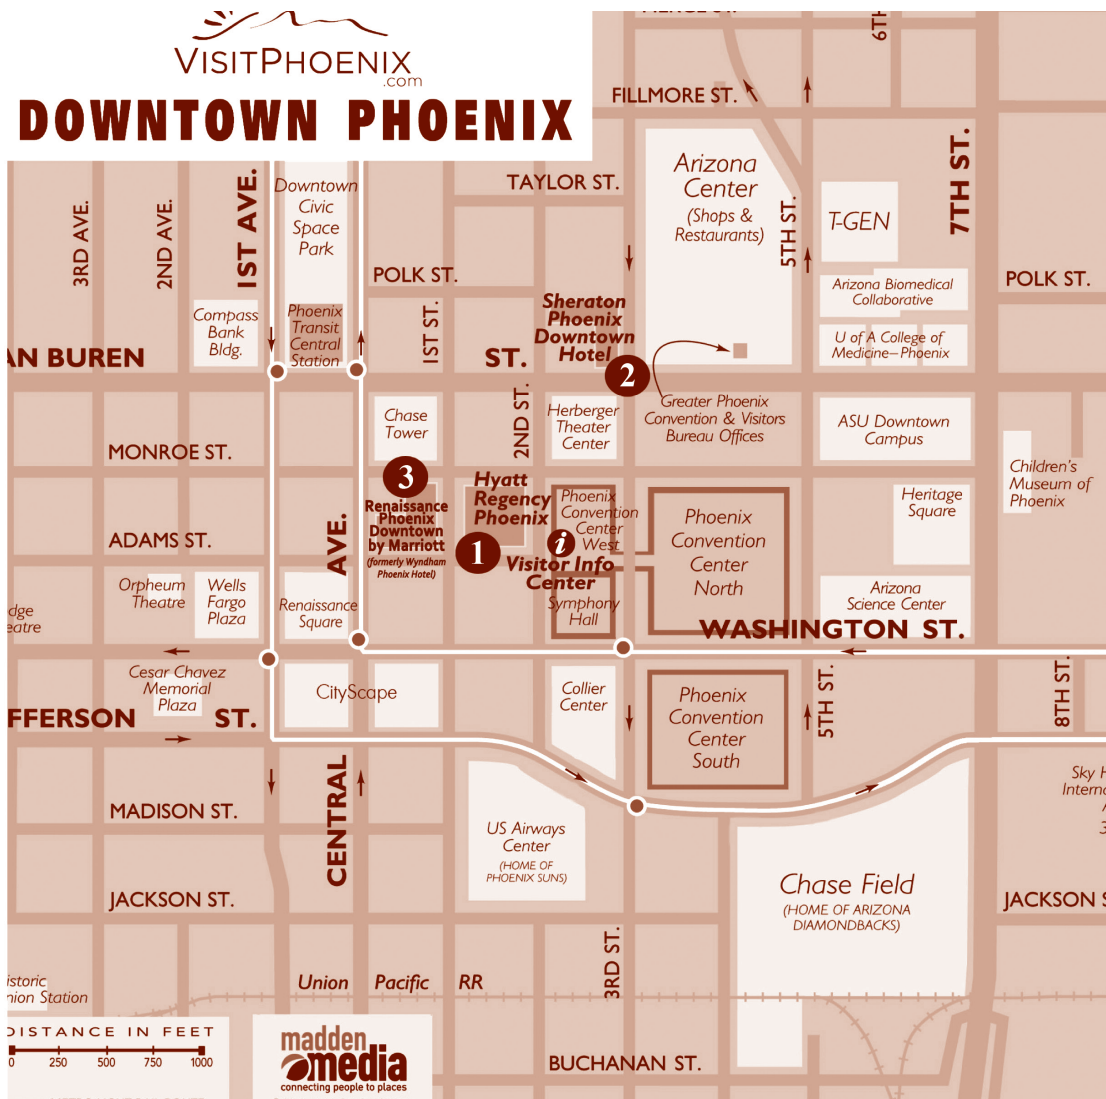 VISITPHOENIX
.com
DOWNTOWN PHOENIX
6TH
FILLMORE ST.
TAYLOR ST.
Arizona
Center
(Shops &
Restaurants)
5TH ST.
T-GEN
7TH ST.
3RD AVE.
2ND AVE.
1ST AVE.
Downtown
Civic
Space
Park
POLK ST.
POLK ST.
Arizona Biomedical
Collaborative
Compass
Bank
Bldg.
Phoenix
Transit
Central
Station
1ST ST.
Sheraton
Phoenix
Downtown
Hotel
U of A College of
Medicine–Phoenix
AN BUREN
ST.
2
Greater Phoenix
Convention & Visitors
Bureau Offices
Chase
Tower
2ND ST.
Herberger
Theater
Center
ASU Downtown
Campus
MONROE ST.
3
Renaissance
Phoenix
Downtown
by Marriott
(formerly Wyndham
Phoenix Hotel)
Hyatt
Regency
Phoenix
1
Phoenix
Convention
Center
West
i
Visitor Info
Center
Symphony
Hall
Phoenix
Convention
Center
North
Heritage
Square
Children's
Museum of
Phoenix
ADAMS ST.
AVE.
Orpheum
Theatre
Wells
Fargo
Plaza
Renaissance
Square
Arizona
Science Center
dge
eatre
WASHINGTON ST.
Cesar Chavez
Memorial
Plaza
CityScape
Collier
Center
Phoenix
Convention
Center
South
5TH ST.
8TH ST.
FFERSON
ST.
CENTRAL
MADISON ST.
US Airways
Center
(HOME OF
PHOENIX SUNS)
Chase Field
(HOME OF ARIZONA
DIAMONDBACKS)
Sky H
Interna
JACKSON ST.
JACKSON S
3RD ST.
Union Pacific RR
istoric
nion Station
DISTANCE IN FEET
0 250 500 750 1000
madden
media
connecting people to places
BUCHANAN ST.